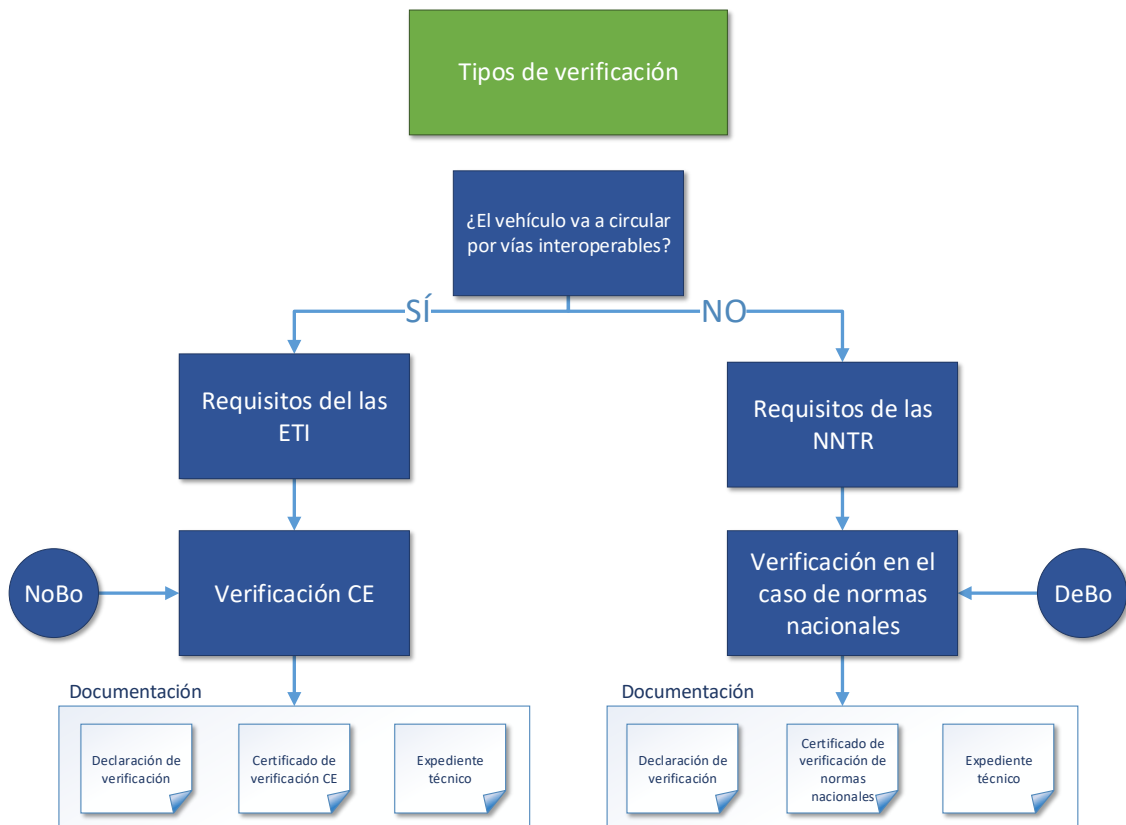 Tipos de verificación
¿El vehículo va a circular
por vías interoperables?
SÍ
NO
Requisitos del las
ETI
Requisitos de las
NNTR
NoBo
Verificación CE
Verificación en el
caso de normas
nacionales
DeBo
Documentación
Declaración de
verificación
Certificado de
verificación CE
Expediente
técnico
Documentación
Declaración de
verificación
Certificado de
verificación de
normas
nacionales
Expediente
técnico